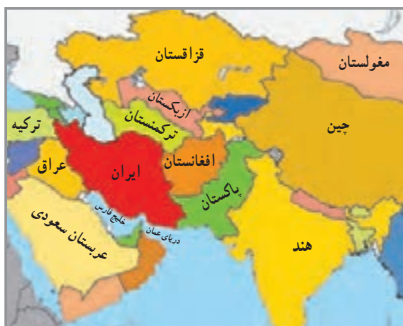 قزاقستان
مغولستان
ازبکستان
ترکیه
ترکمنستان
چین
عراق
ایران
افغانستان
پاکستان
خلیج فارس
دریای عمان
عربستان سعودی
هند